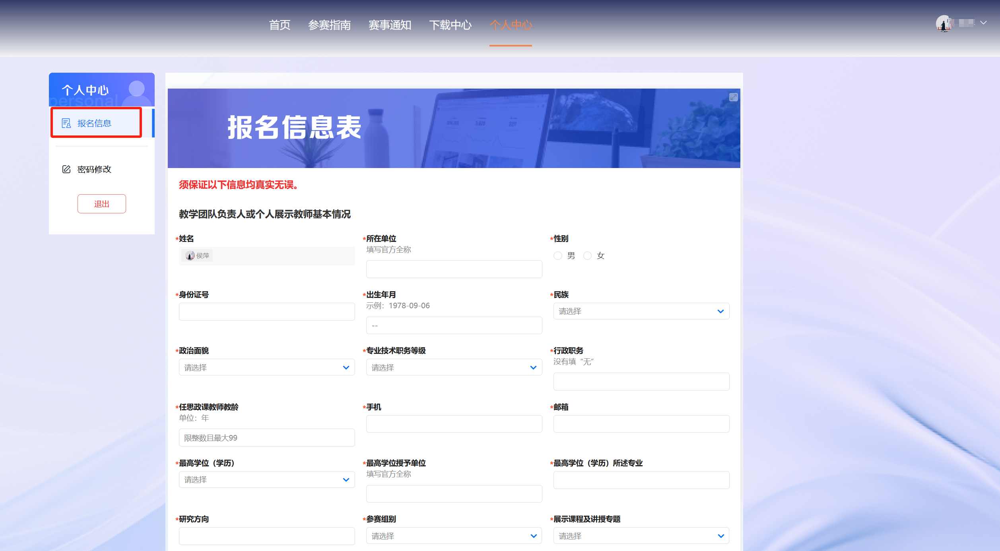 首页 参赛指南 赛事通知 下载中心 个人中心
个人中心
personal
报名信息
密码修改
退出
报名信息表
须保证以下信息均真实无误。
教学团队负责人或个人展示教师基本情况
*姓名 *所在单位 *性别
填写官方全称
侯萍 男 女
*身份证号 *出生年月 *民族
示例：1978-09-06
请选择
--
*政治面貌 *专业技术职务等级 *行政职务
没有填“无”
请选择 请选择
*任思政课教师教龄 *手机 *邮箱
单位：年
限整数且最大99
*最高学位（学历） *最高学位授予单位 *最高学位（学历）所述专业
填写官方全称
请选择
*研究方向 *参赛组别 *展示课程及讲授专题
请选择 请选择